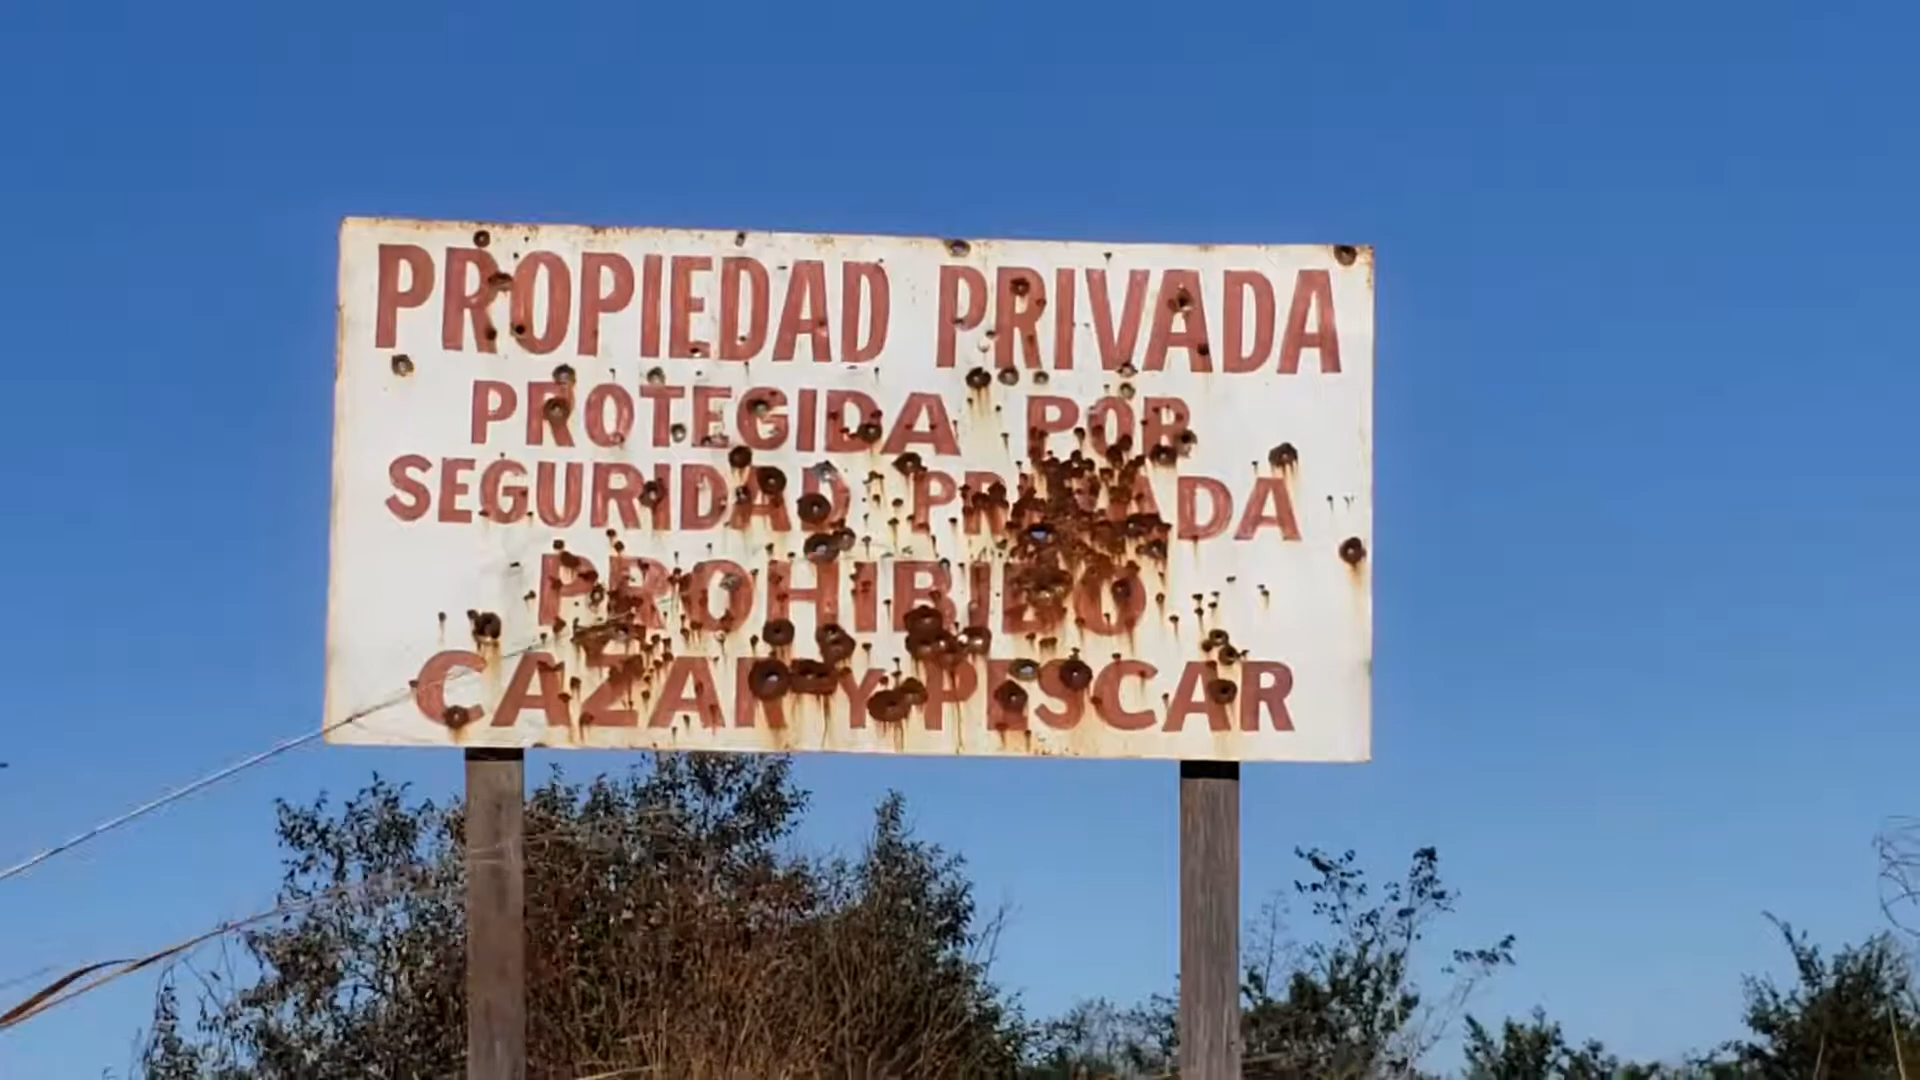 PROPIEDAD PRIVADA
PROTEGIDA POR
SEGURIDAD PRIVADA
PROHIBIDO
CAZAR Y PESCAR